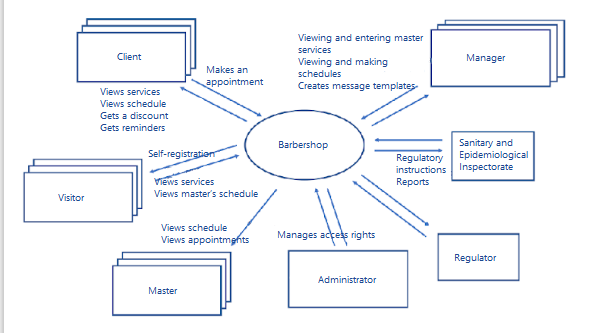 Client
Makes an
appointment
Viewing and entering master
services
Viewing and making
schedules
Creates message templates
Manager
Views services
Views schedule
Gets a discount
Gets reminders
Barbershop
Sanitary and
Epidemiological
Inspectorate
Regulatory
instructions
Reports
Self-registration
Views services
Views master's schedule
Visitor
Views schedule
Views appointments
Manages access rights
Master
Administrator
Regulator